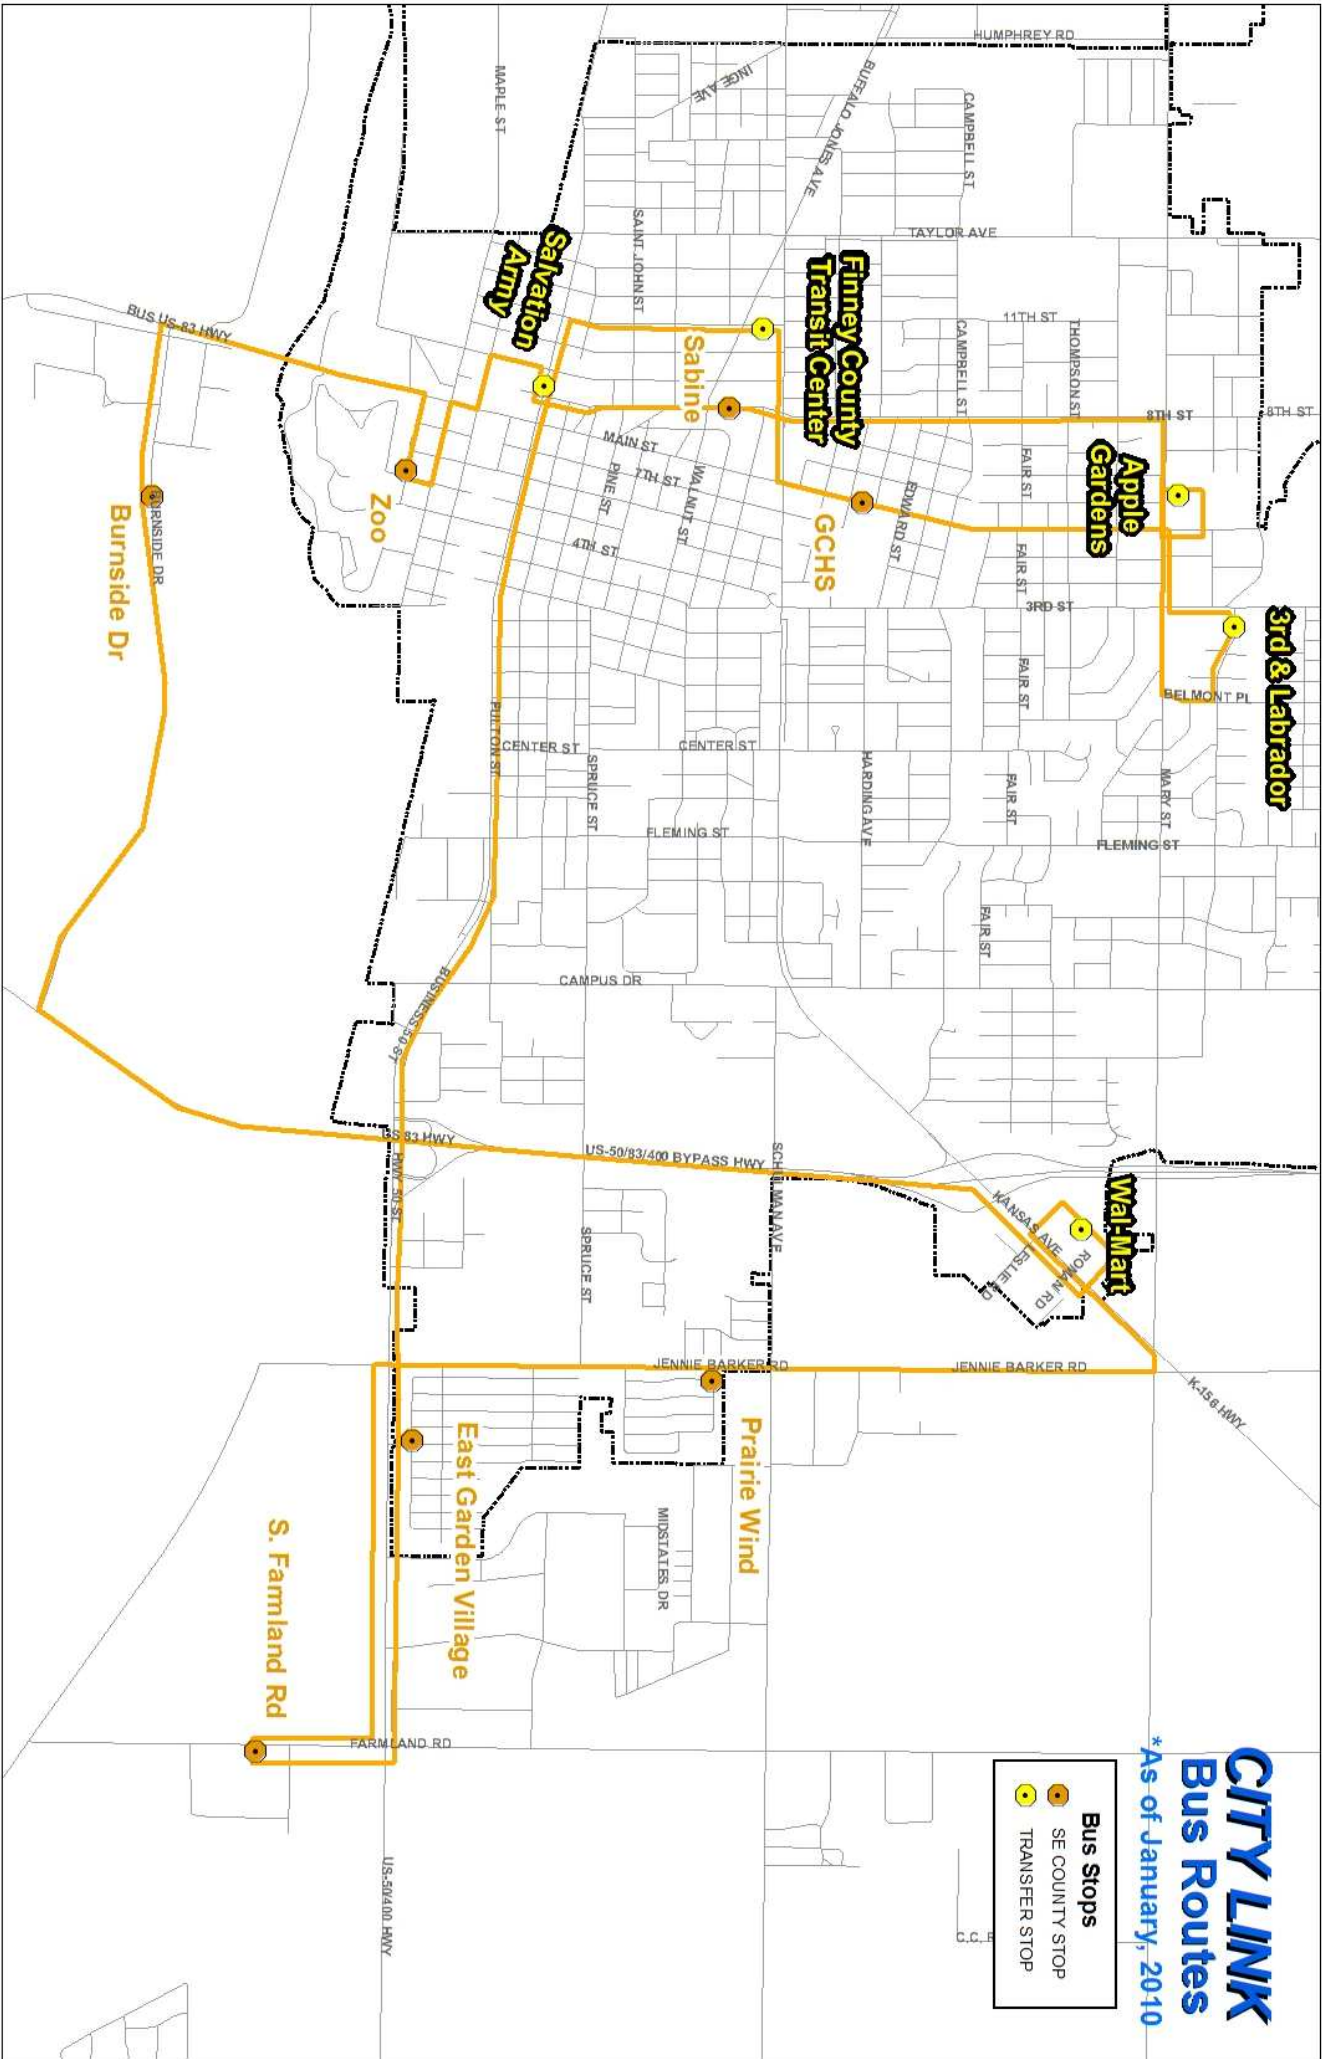 CITY LINK
Bus Routes
*As of January, 2010
Bus Stops
SE COUNTY STOP
TRANSFER STOP
3rd & Labrador
Apple
Gardens
Wal-Mart
Finney County
Transit Center
GCHS
Sabine
Salvation
Army
Zoo
Burnside Dr
Prairie Wind
East Garden Village
S. Farmland Rd
HUMPHREY RD
MAPLE ST
INGE AVE
BUFFALO JONES AVE
CAMPBELL ST
TAYLOR AVE
SAINT JOHN ST
11TH ST
THOMPSON ST
CAMPBELL ST
8TH ST
8TH ST
BUS US-83 HWY
MAIN ST
7TH ST
PINE ST
WALNUT ST
4TH ST
EDWARD ST
FAIR ST
FAIR ST
3RD ST
FAIR ST
BELMONT PL
BURNSIDE DR
FULTON ST
CENTER ST
CENTER ST
SPRUCE ST
HARDING AVE
FAIR ST
MARY ST
FLEMING ST
FLEMING ST
FAIR ST
CAMPUS DR
BUSINESS 50 ST
US 83 HWY
US-50/83/400 BYPASS HWY
SCHULMAN AVE
HWY 50 ST
KANSAS AVE
LESLIE RD
ROMAN RD
SPRUCE ST
JENNIE BARKER RD
JENNIE BARKER RD
K-156 HWY
MIDSTATES DR
FARMLAND RD
US-50/400 HWY
C.C.